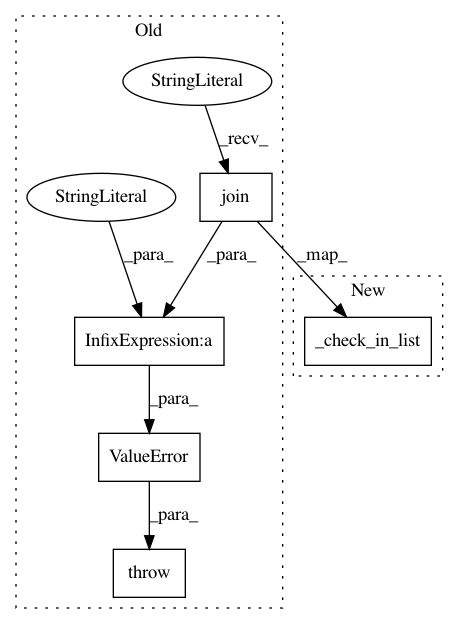 Old
StringLiteral
_recv_
StringLiteral
join
_para_
_para_
_map_
New
InfixExpression:a
_check_in_list
_para_
ValueError
_para_
throw